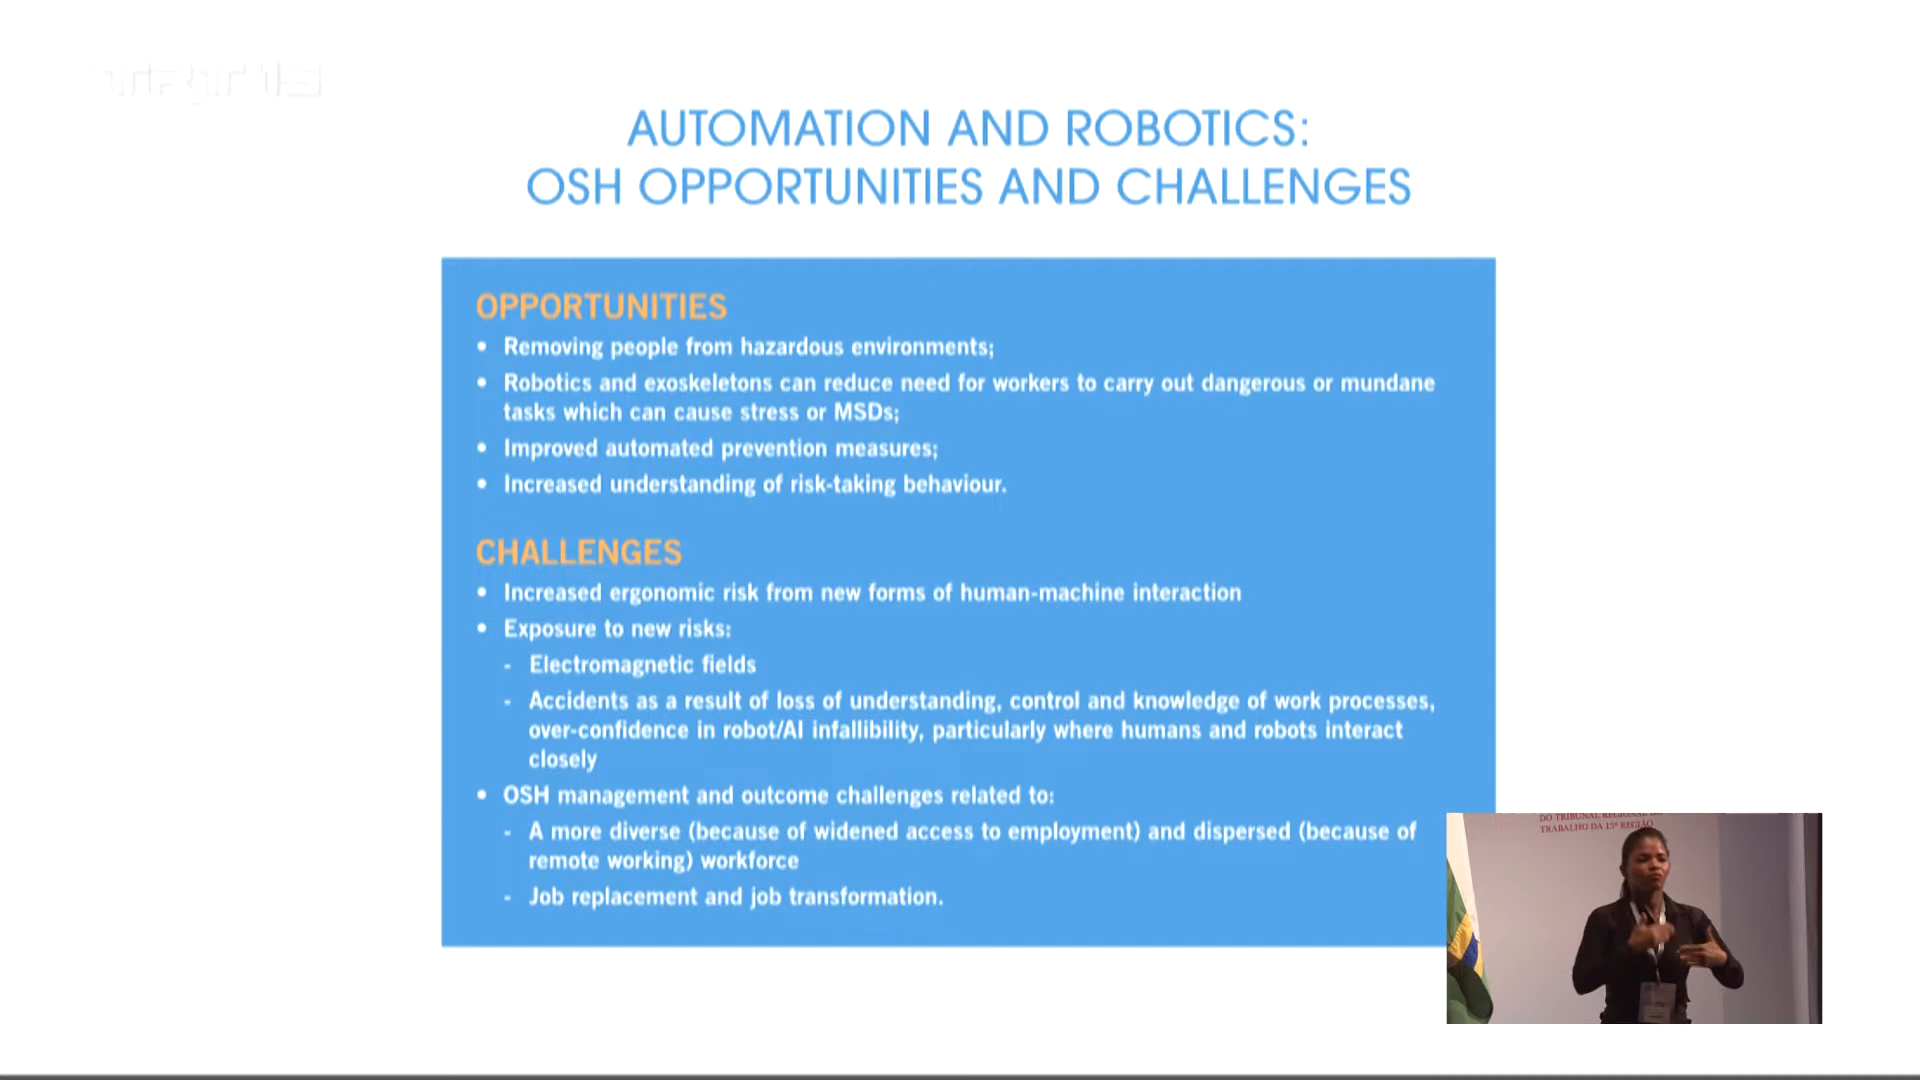 AUTOMATION AND ROBOTICS:
OSH OPPORTUNITIES AND CHALLENGES
OPPORTUNITIES
• Removing people from hazardous environments;
• Robotics and exoskeletons can reduce need for workers to carry out dangerous or mundane
tasks which can cause stress or MSDs;
• Improved automated prevention measures;
• Increased understanding of risk-taking behaviour.
CHALLENGES
• Increased ergonomic risk from new forms of human-machine interaction
• Exposure to new risks:
- Electromagnetic fields
- Accidents as a result of loss of understanding, control and knowledge of work processes,
over-confidence in robot/AI infallibility, particularly where humans and robots interact
closely
• OSH management and outcome challenges related to:
- A more diverse (because of widened access to employment) and dispersed (because of
remote working) workforce
- Job replacement and job transformation.
DO TRIBUNAL REGIONAL DO
TRABALHO DA 15ª REGIÃO